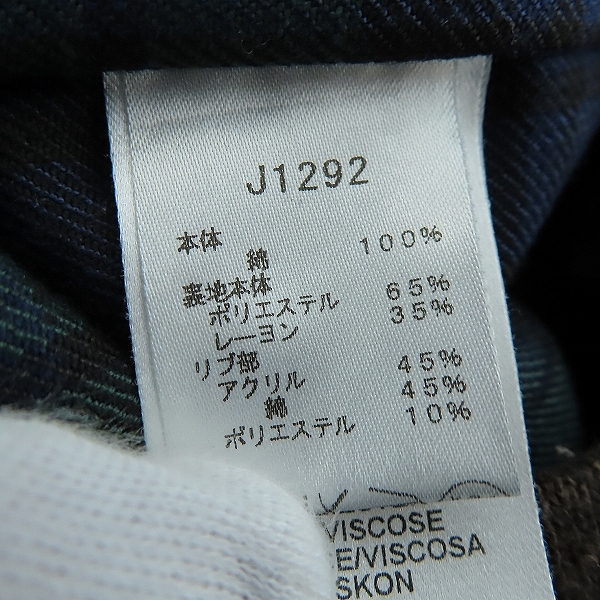 J1292
本体
綿 100%
表地本体
ポリエステル 65%
レーヨン 35%
リブ部
アクリル 45%
綿 45%
ポリエステル 10%
VISCOSE
E/VISCOSA
SKON